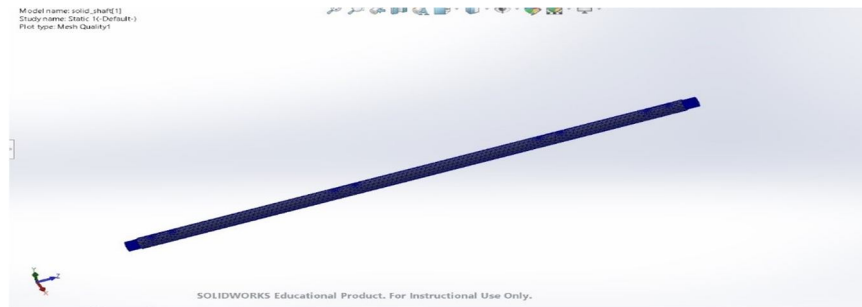 Model name: solid_shaft[1]
Study name: Static 1(-Default-)
Plot type: Mesh Quality1
Y
Z
X
SOLIDWORKS Educational Product. For Instructional Use Only.